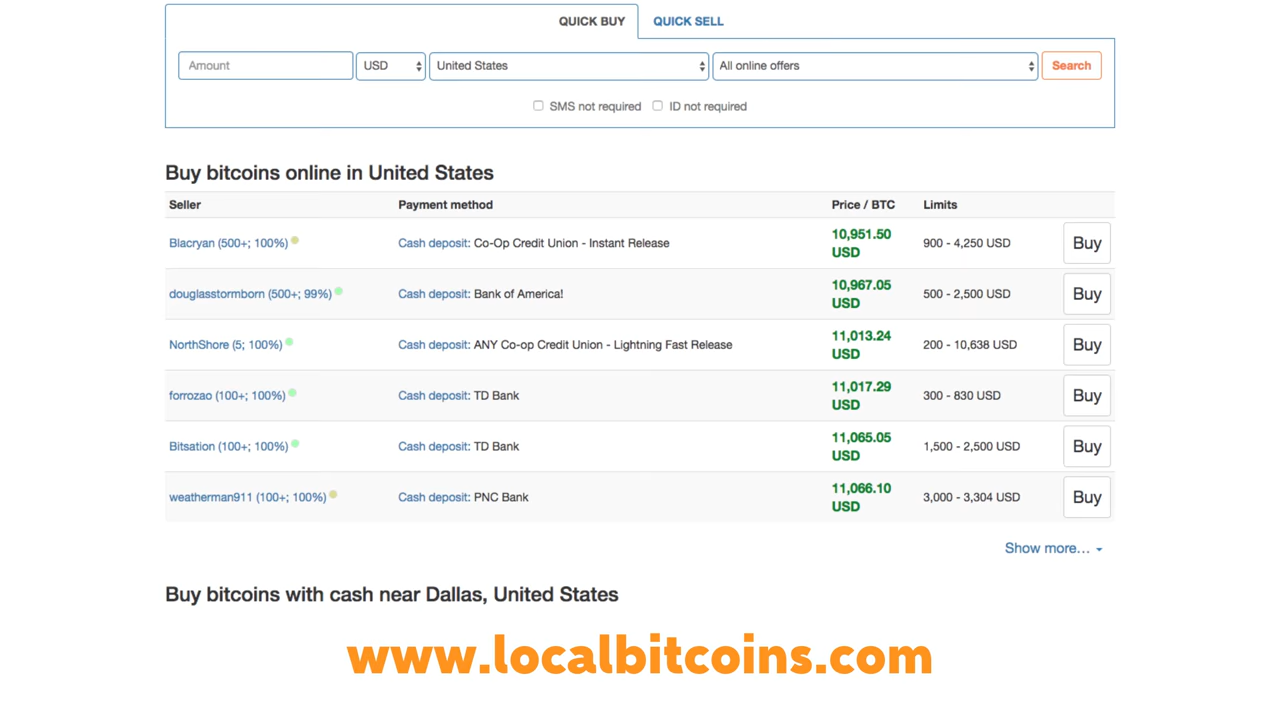 QUICK BUY QUICK SELL
Amount USD United States All online offers Search
SMS not required ID not required
Buy bitcoins online in United States
Seller Payment method Price / BTC Limits
Blacryan (500+; 100%) Cash deposit: Co-Op Credit Union - Instant Release 10,951.50 USD 900 - 4,250 USD Buy
douglasstormborn (500+; 99%) Cash deposit: Bank of America! 10,967.05 USD 500 - 2,500 USD Buy
NorthShore (5; 100%) Cash deposit: ANY Co-op Credit Union - Lightning Fast Release 11,013.24 USD 200 - 10,638 USD Buy
forrozao (100+; 100%) Cash deposit: TD Bank 11,017.29 USD 300 - 830 USD Buy
Bitsation (100+; 100%) Cash deposit: TD Bank 11,065.05 USD 1,500 - 2,500 USD Buy
weatherman911 (100+; 100%) Cash deposit: PNC Bank 11,066.10 USD 3,000 - 3,304 USD Buy
Show more...
Buy bitcoins with cash near Dallas, United States
www.localbitcoins.com